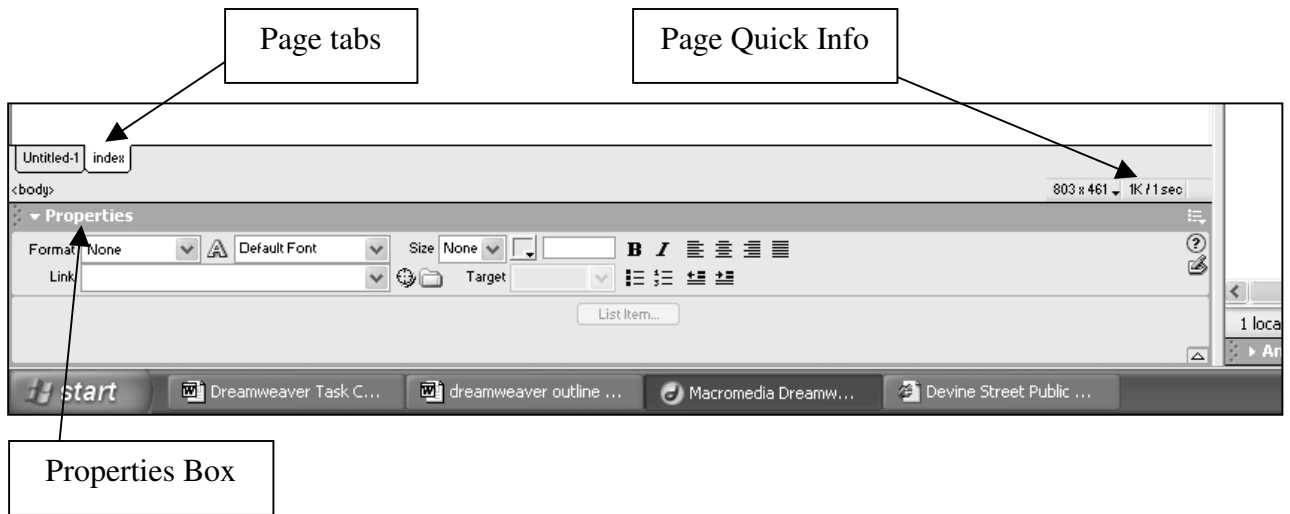 Page tabs
Page Quick Info
Untitled-1 index
<body> 803 x 461 1K / 1 sec
Properties
Format None A Default Font Size None B I
Link Target
List Item...
1 loca
An
start Dreamweaver Task C... dreamweaver outline ... Macromedia Dreamw... Devine Street Public ...
Properties Box